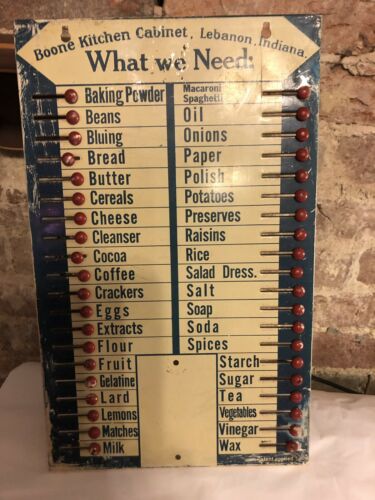 Boone Kitchen Cabinet, Lebanon, Indiana.
What we Need:
Baking Powder
Beans
Bluing
Bread
Butter
Cereals
Cheese
Cleanser
Cocoa
Coffee
Crackers
Eggs
Extracts
Flour
Fruit
Gelatine
Lard
Lemons
Matches
Milk
Macaroni
Spaghetti
Oil
Onions
Paper
Polish
Potatoes
Preserves
Raisins
Rice
Salad Dress.
Salt
Soap
Soda
Spices
Starch
Sugar
Tea
Vegetables
Vinegar
Wax